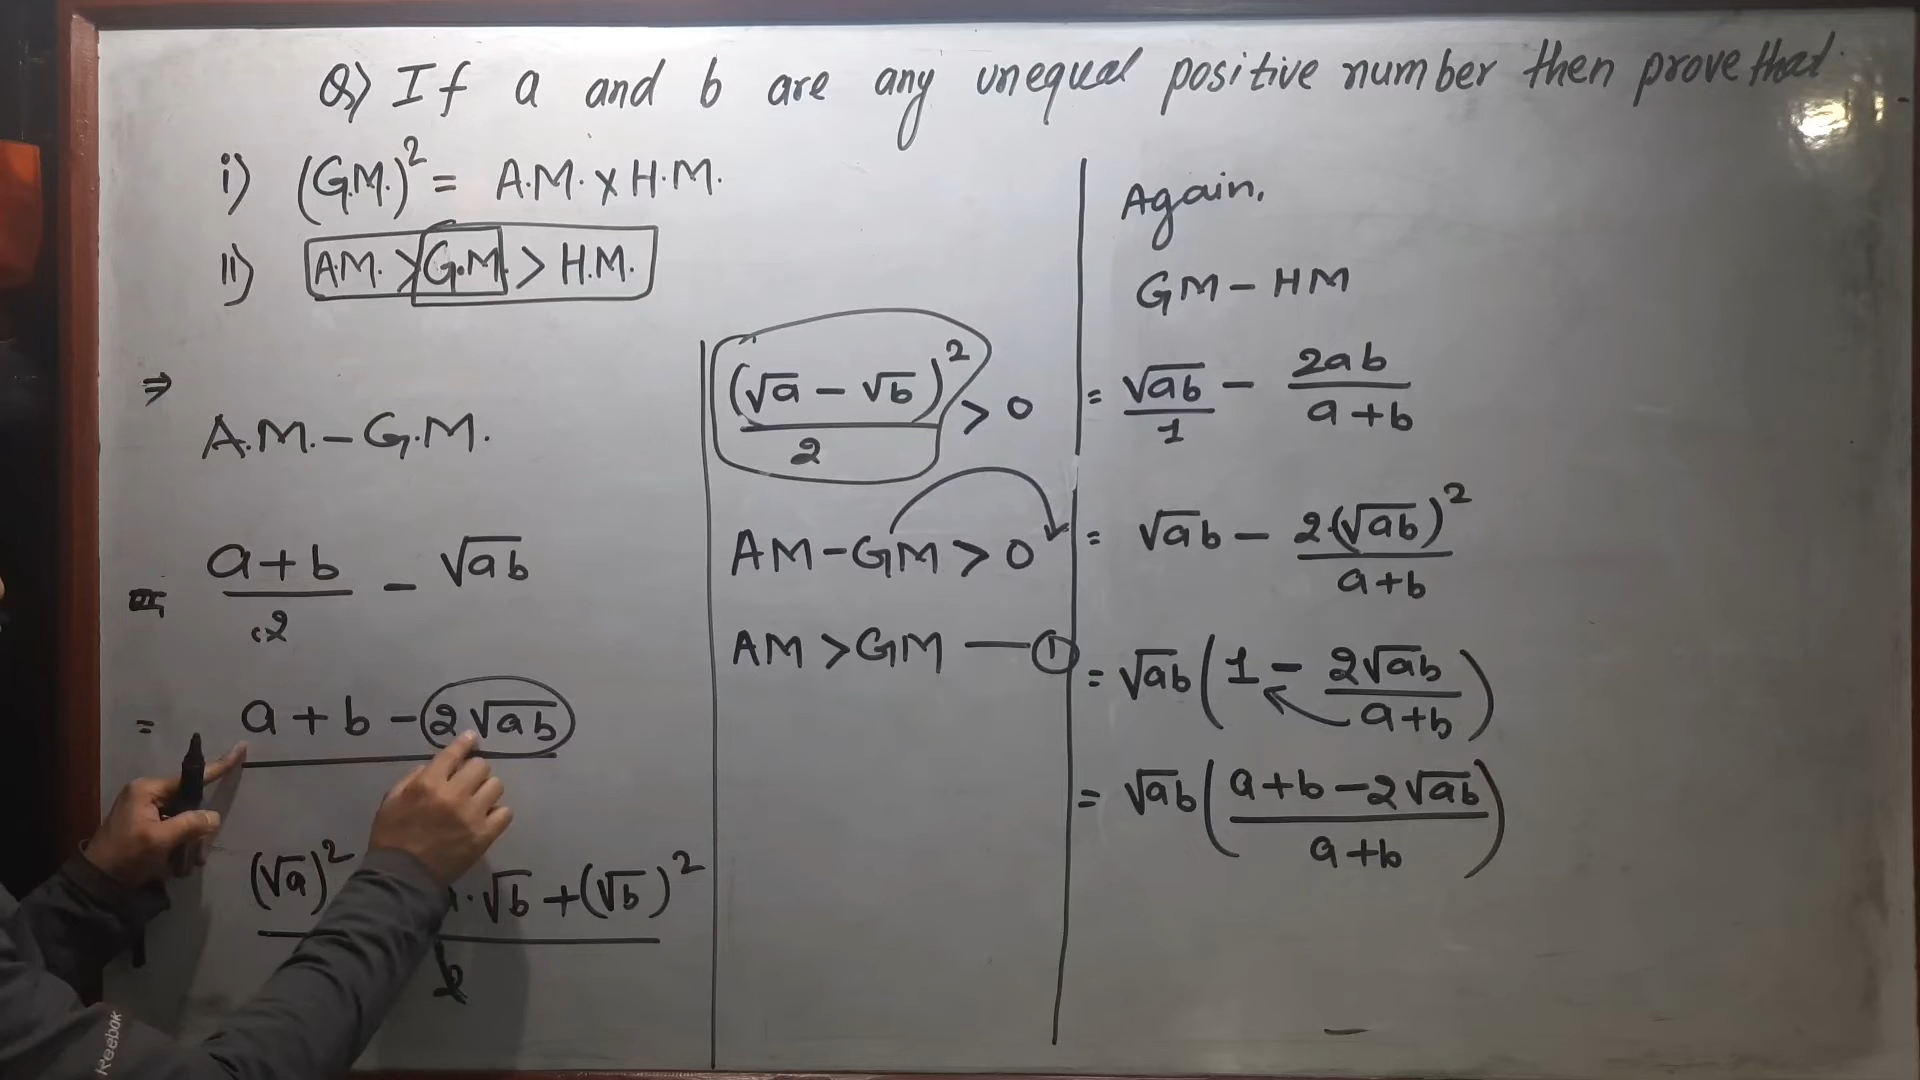 Q) If a and b are any unequal positive number then prove that
i) (G.M.)² = A.M. × H.M.
ii) A.M. > G.M. > H.M.
⇒
A.M. – G.M.
= a+b/2 – √ab
= a + b – 2√ab
(√a)² . √b + (√b)² / 2
(√a – √b)²/2 > 0
AM – GM > 0
AM > GM — ①
Again,
GM – HM
= √ab/1 – 2ab/a+b
= √ab – 2·(√ab)²/a+b
= √ab (1 – 2√ab/a+b)
= √ab (a+b–2√ab/a+b)
Reebok